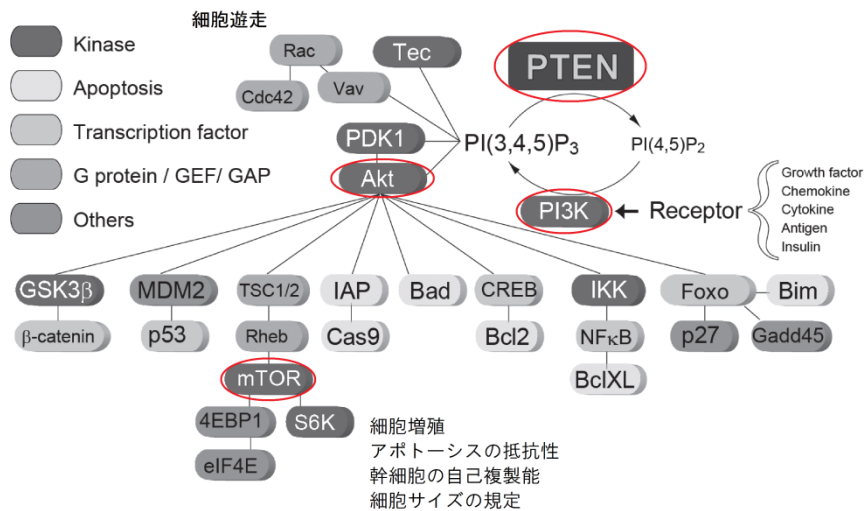 細胞遊走
Kinase
Apoptosis
Transcription factor
G protein / GEF/ GAP
Others
Rac
Cdc42
Vav
Tec
PTEN
PDK1
Akt
PI(3,4,5)P₃
PI(4,5)P₂
PI3K
Receptor
Growth factor
Chemokine
Cytokine
Antigen
Insulin
GSK3β
MDM2
TSC1/2
IAP
Bad
CREB
IKK
Foxo
Bim
β-catenin
p53
Rheb
Cas9
Bcl2
NFκB
p27
Gadd45
mTOR
BclXL
4EBP1
S6K
eIF4E
細胞増殖
アポトーシスの抵抗性
幹細胞の自己複製能
細胞サイズの規定